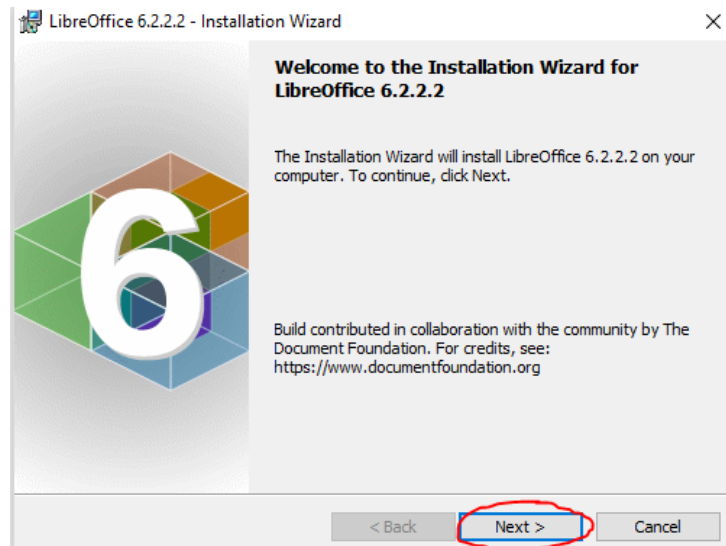 LibreOffice 6.2.2.2 - Installation Wizard
Welcome to the Installation Wizard for
LibreOffice 6.2.2.2
The Installation Wizard will install LibreOffice 6.2.2.2 on your
computer. To continue, click Next.
6
Build contributed in collaboration with the community by The
Document Foundation. For credits, see:
https://www.documentfoundation.org
< Back Next > Cancel